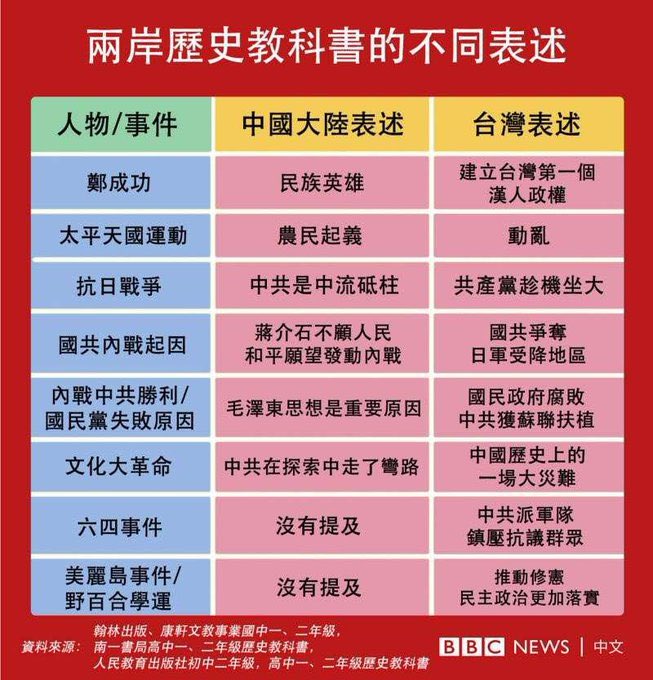 兩岸歷史教科書的不同表述
人物/事件
中國大陸表述
台灣表述
鄭成功
民族英雄
建立台灣第一個
漢人政權
太平天國運動
農民起義
動亂
抗日戰爭
中共是中流砥柱
共產黨趁機坐大
國共內戰起因
蔣介石不顧人民
和平願望發動內戰
國共爭奪
日軍受降地區
內戰中共勝利/
國民黨失敗原因
毛澤東思想是重要原因
國民政府腐敗
中共獲蘇聯扶植
文化大革命
中共在探索中走了彎路
中國歷史上的
一場大災難
六四事件
沒有提及
中共派軍隊
鎮壓抗議群眾
美麗島事件/
野百合學運
沒有提及
推動修憲
民主政治更加落實
資料來源：
翰林出版、康軒文教事業國中一、二年級，
南一書局高中一、二年級歷史教科書，
人民教育出版社初中二年級，高中一、二年級歷史教科書
BBC NEWS | 中文